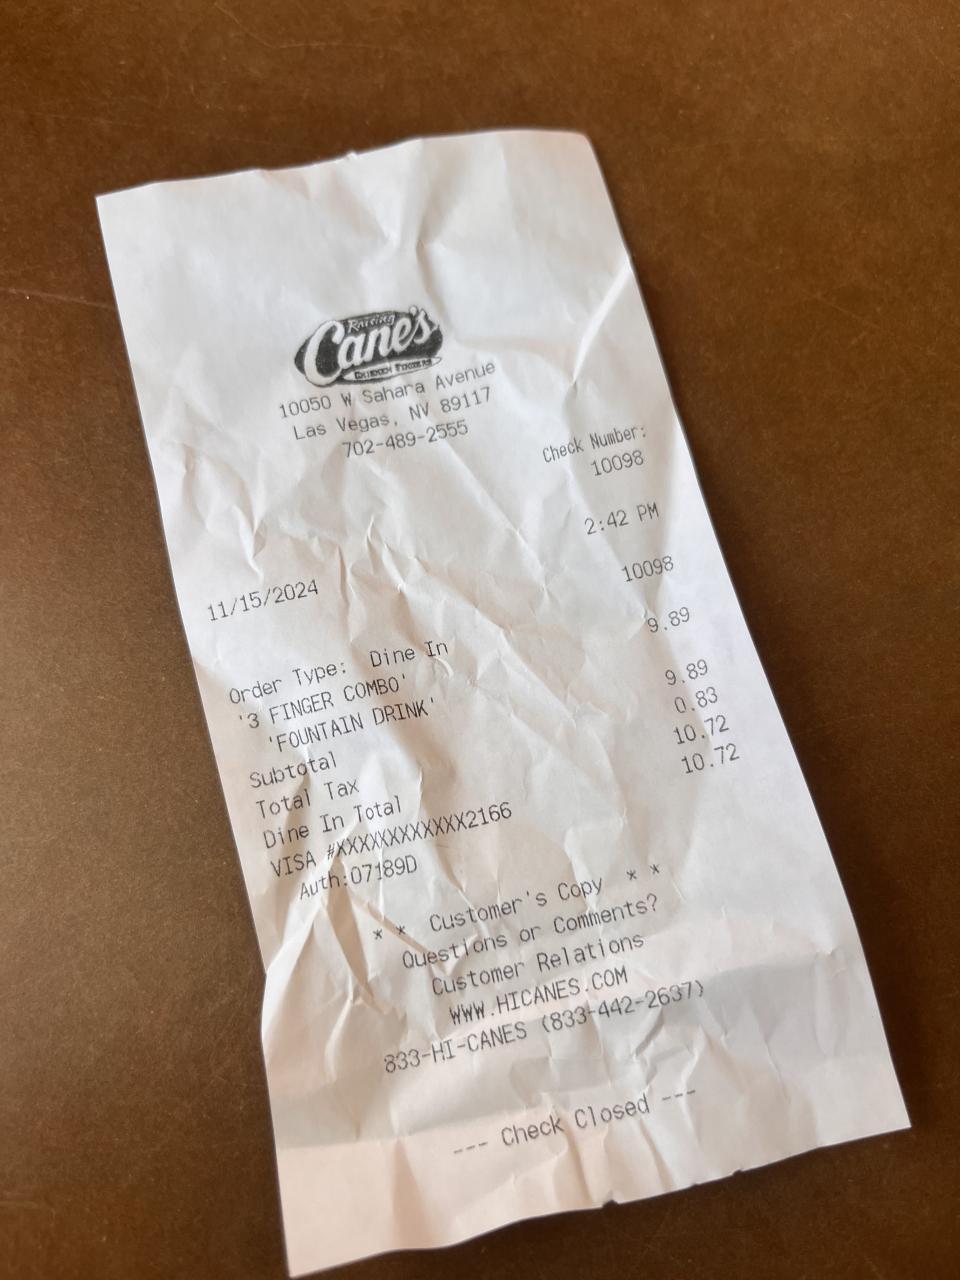 Raising
Cane's
CHICKEN FINGERS
10050 W Sahara Avenue
Las Vegas, NV 89117
702-489-2555
Check Number:
10098
11/15/2024 2:42 PM
Order Type: Dine In 10098
'3 FINGER COMBO' 9.89
'FOUNTAIN DRINK'
Subtotal 9.89
Total Tax 0.83
Dine In Total 10.72
VISA #XXXXXXXXXXXX2166 10.72
Auth:07189D
* * Customer's Copy * *
Questions or Comments?
Customer Relations
WWW.HICANES.COM
833-HI-CANES (833-442-2637)
--- Check Closed ---